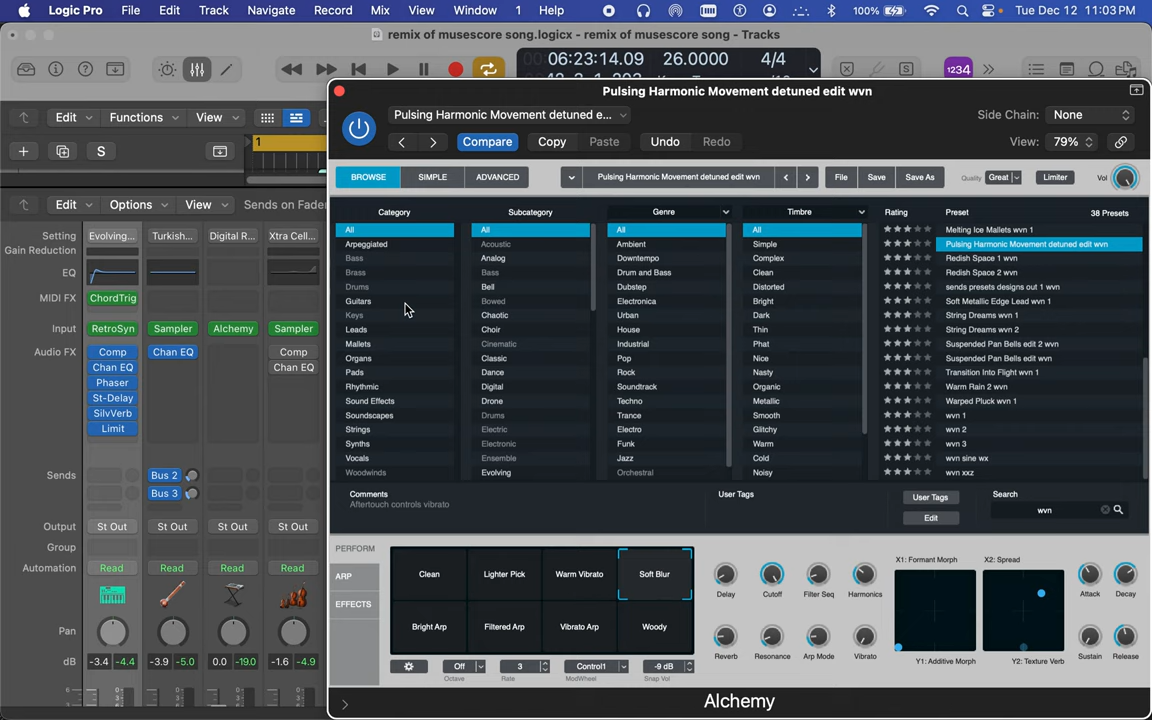 Logic Pro File Edit Track Navigate Record Mix View Window 1 Help 100% Tue Dec 12 11:03 PM
remix of musescore song.logicx - remix of musescore song - Tracks
06:23:14.09 26.0000 4/4
1234
Edit Functions View
S
1
Edit Options View Sends on Fader
Setting Evolving... Turkish... Digital R... Xtra Cell...
Gain Reduction
EQ
MIDI FX ChordTrig
Input RetroSyn Sampler Alchemy Sampler
Audio FX Comp Chan EQ Comp
Chan EQ Chan EQ
Phaser
St-Delay
SilvVerb
Limit
Sends Bus 2
Bus 3
Output St Out St Out St Out St Out
Group
Automation Read Read Read Read
Pan
dB -3.4 -4.4 -3.9 -5.0 0.0 -19.0 -1.6 -4.9
Pulsing Harmonic Movement detuned edit wvn
Pulsing Harmonic Movement detuned e... Side Chain: None
Compare Copy Paste Undo Redo View: 79%
BROWSE SIMPLE ADVANCED Pulsing Harmonic Movement detuned edit wvn File Save Save As Quality Great Limiter Vol
Category Subcategory Genre Timbre Rating Preset 38 Presets
All All All All Melting Ice Mallets wvn 1
Arpeggiated Acoustic Ambient Simple Pulsing Harmonic Movement detuned edit wvn
Bass Analog Downtempo Complex Redish Space 1 wvn
Brass Bass Drum and Bass Clean Redish Space 2 wvn
Drums Bell Dubstep Distorted sends presets designs out 1 wvn
Guitars Bowed Electronica Bright Soft Metallic Edge Lead wvn 1
Keys Chaotic Urban Dark String Dreams wvn 1
Leads Choir House Thin String Dreams wvn 2
Mallets Cinematic Industrial Phat Suspended Pan Bells edit 2 wvn
Organs Classic Pop Nice Suspended Pan Bells edit wvn
Pads Dance Rock Nasty Transition Into Flight wvn 1
Rhythmic Digital Soundtrack Organic Warm Rain 2 wvn
Sound Effects Drone Techno Metallic Warped Pluck wvn 1
Soundscapes Drums Trance Smooth wvn 1
Strings Electric Electro Glitchy wvn 2
Synths Electronic Funk Warm wvn 3
Vocals Ensemble Jazz Cold wvn sine wx
Woodwinds Evolving Orchestral Noisy wvn xxz
Comments User Tags User Tags Search
Aftertouch controls vibrato
Edit wvn
PERFORM
ARP
EFFECTS
Clean Lighter Pick Warm Vibrato Soft Blur
Bright Arp Filtered Arp Vibrato Arp Woody
Off 3 Control1 -9 dB
Octave Rate ModWheel Snap Vol
Delay Cutoff Filter Seq Harmonics
Reverb Resonance Arp Mode Vibrato
X1: Formant Morph X2: Spread
Y1: Additive Morph Y2: Texture Verb
Attack Decay
Sustain Release
Alchemy